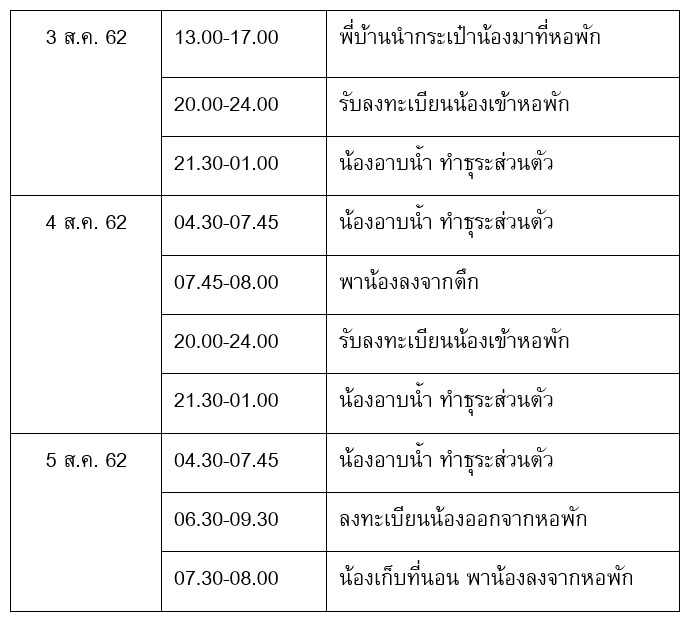 3 ส.ค. 62 13.00-17.00 พี่บ้านนำกระเป๋าน้องมาที่หอพัก
20.00-24.00 รับลงทะเบียนน้องเข้าหอพัก
21.30-01.00 น้องอาบน้ำ ทำธุระส่วนตัว
4 ส.ค. 62 04.30-07.45 น้องอาบน้ำ ทำธุระส่วนตัว
07.45-08.00 พาน้องลงจากตึก
20.00-24.00 รับลงทะเบียนน้องเข้าหอพัก
21.30-01.00 น้องอาบน้ำ ทำธุระส่วนตัว
5 ส.ค. 62 04.30-07.45 น้องอาบน้ำ ทำธุระส่วนตัว
06.30-09.30 ลงทะเบียนน้องออกจากหอพัก
07.30-08.00 น้องเก็บที่นอน พาน้องลงจากหอพัก